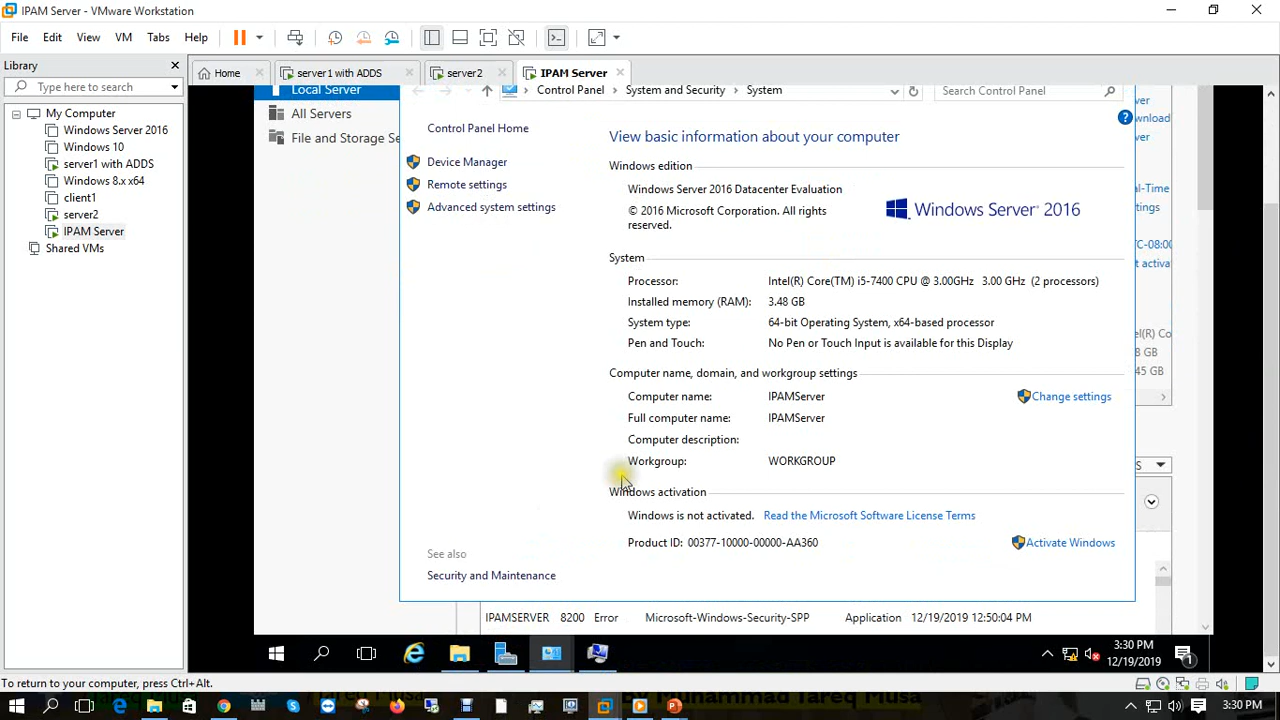 IPAM Server - VMware Workstation
File Edit View VM Tabs Help
Library
Type here to search
My Computer
Windows Server 2016
Windows 10
server1 with ADDS
Windows 8.x x64
client1
server2
IPAM Server
Shared VMs
Home
server1 with ADDS
server2
IPAM Server
Local Server
All Servers
File and Storage Se
Control Panel
System and Security
System
Search Control Panel
Control Panel Home
Device Manager
Remote settings
Advanced system settings
See also
Security and Maintenance
View basic information about your computer
Windows edition
Windows Server 2016 Datacenter Evaluation
© 2016 Microsoft Corporation. All rights
reserved.
Windows Server® 2016
System
Processor: Intel(R) Core(TM) i5-7400 CPU @ 3.00GHz 3.00 GHz (2 processors)
Installed memory (RAM): 3.48 GB
System type: 64-bit Operating System, x64-based processor
Pen and Touch: No Pen or Touch Input is available for this Display
Computer name, domain, and workgroup settings
Computer name: IPAMServer
Change settings
Full computer name: IPAMServer
Computer description:
Workgroup: WORKGROUP
Windows activation
Windows is not activated. Read the Microsoft Software License Terms
Product ID: 00377-10000-00000-AA360
Activate Windows
IPAMSERVER 8200 Error Microsoft-Windows-Security-SPP Application 12/19/2019 12:50:04 PM
3:30 PM
12/19/2019
1
To return to your computer, press Ctrl+Alt.
by Muhammad Tareq Musa
3:30 PM